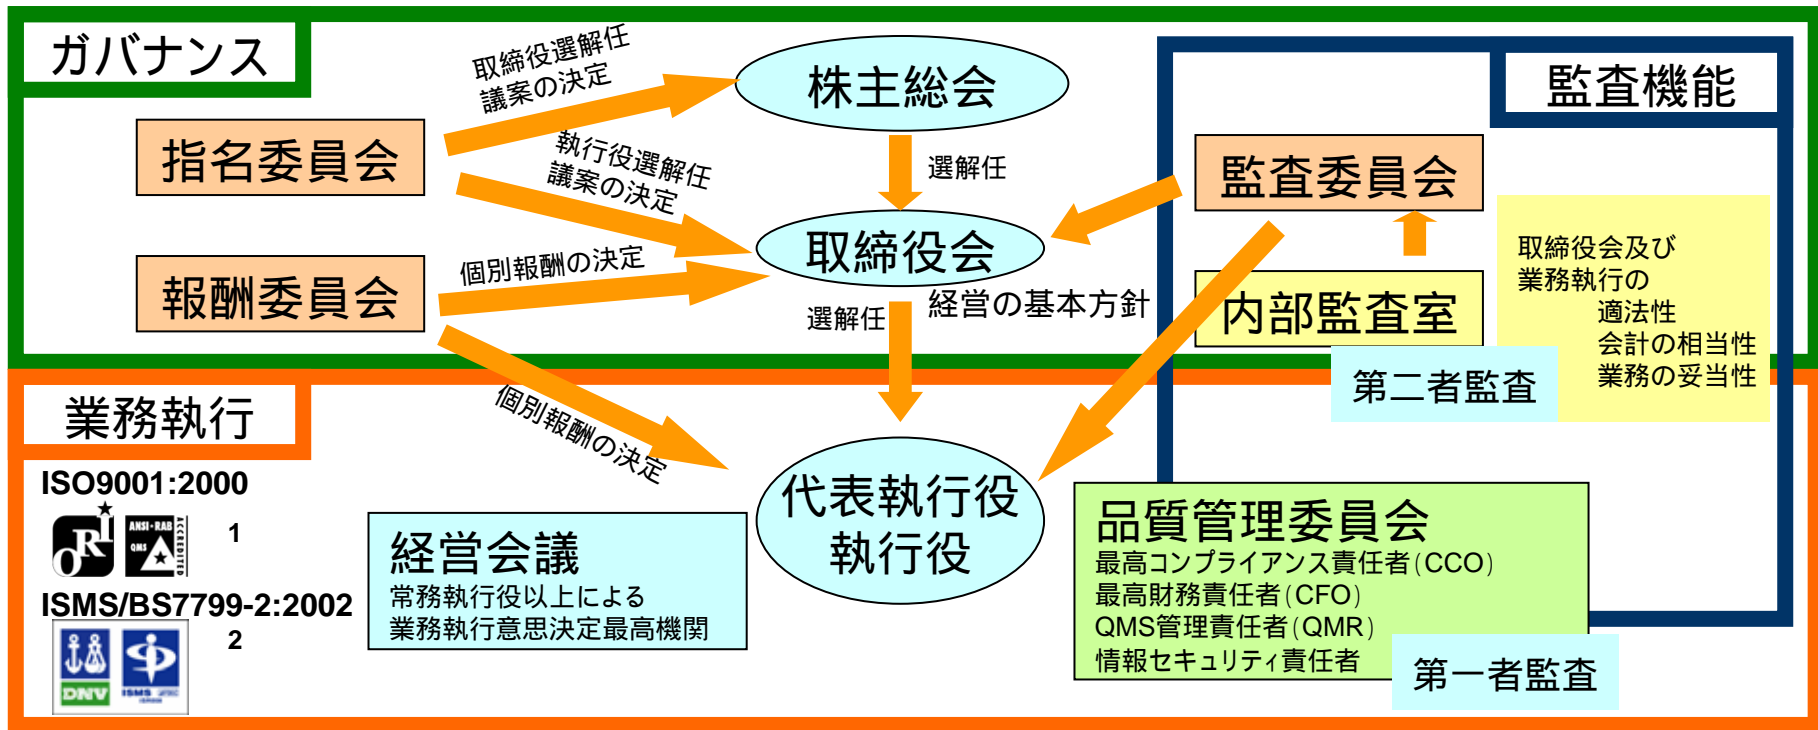 ガバナンス
取締役選解任
議案の決定
株主総会
監査機能
指名委員会
執行役選解任
議案の決定
選解任
監査委員会
取締役会
報酬委員会
個別報酬の決定
経営の基本方針
選解任
内部監査室
取締役会及び
業務執行の
適法性
会計の相当性
業務の妥当性
第二者監査
業務執行
個別報酬の決定
ISO9001:2000
ORI
ANSI-RAB
QMS
ACCREDITED
1
ISMS/BS7799-2:2002
2
DNV
ISMS
経営会議
常務執行役以上による
業務執行意思決定最高機関
代表執行役
執行役
品質管理委員会
最高コンプライアンス責任者(CCO)
最高財務責任者(CFO)
QMS管理責任者(QMR)
情報セキュリティ責任者
第一者監査